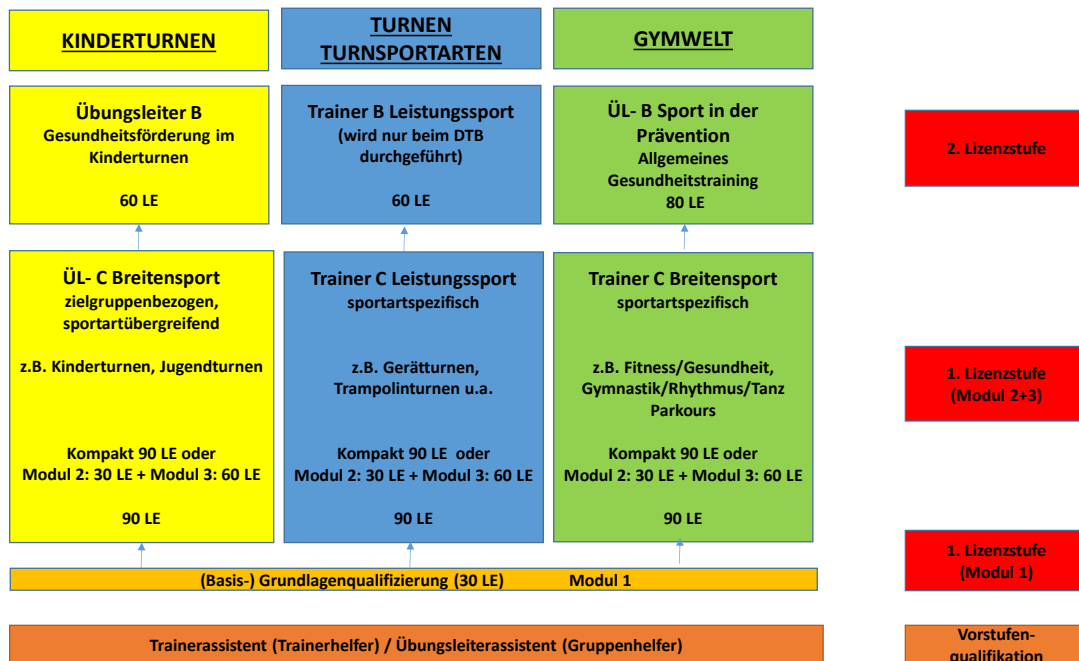 KINDERTURNEN
TURNEN
TURNSPORTARTEN
GYMWELT
Übungsleiter B
Gesundheitsförderung im
Kinderturnen
60 LE
Trainer B Leistungssport
(wird nur beim DTB
durchgeführt)
60 LE
ÜL- B Sport in der
Prävention
Allgemeines
Gesundheitstraining
80 LE
2. Lizenzstufe
ÜL- C Breitensport
zielgruppenbezogen,
sportartübergreifend
z.B. Kinderturnen, Jugendturnen
Kompakt 90 LE oder
Modul 2: 30 LE + Modul 3: 60 LE
90 LE
Trainer C Leistungssport
sportartspezifisch
z.B. Gerätturnen,
Trampolinturnen u.a.
Kompakt 90 LE  oder
Modul 2: 30 LE + Modul 3: 60 LE
90 LE
Trainer C Breitensport
sportartspezifisch
z.B. Fitness/Gesundheit,
Gymnastik/Rhythmus/Tanz
Parkours
Kompakt 90 LE oder
Modul 2: 30 LE + Modul 3: 60 LE
90 LE
1. Lizenzstufe
(Modul 2+3)
(Basis-) Grundlagenqualifizierung (30 LE) Modul 1
1. Lizenzstufe
(Modul 1)
Trainerassistent (Trainerhelfer) / Übungsleiterassistent (Gruppenhelfer)
Vorstufen-
qualifikation